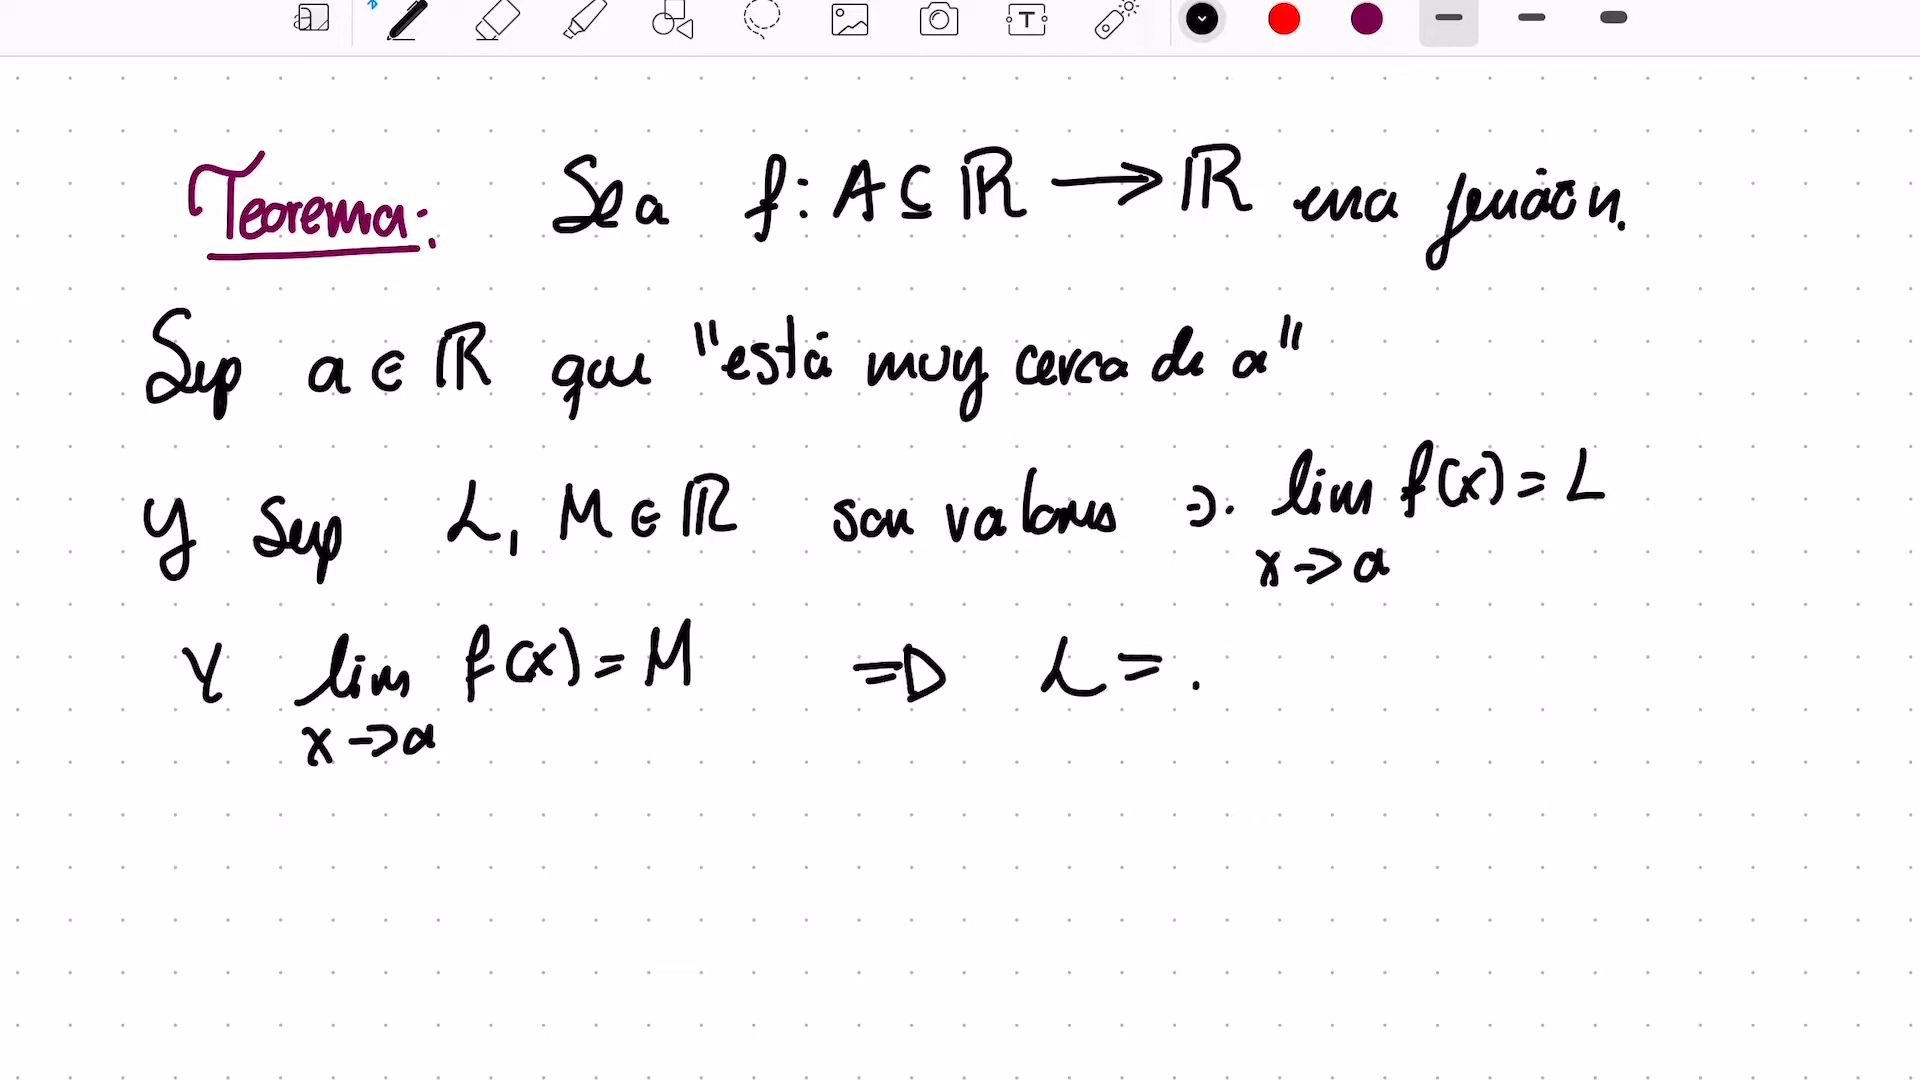 Teorema: Sea f: A ⊆ ℝ → ℝ una función.
Sup a ∈ ℝ que "está muy cerca de a"
Y Sup L, M ∈ ℝ son valores ∋. lim f(x) = L
x → a
Y lim f(x) = M ⇒ L = .
x → a